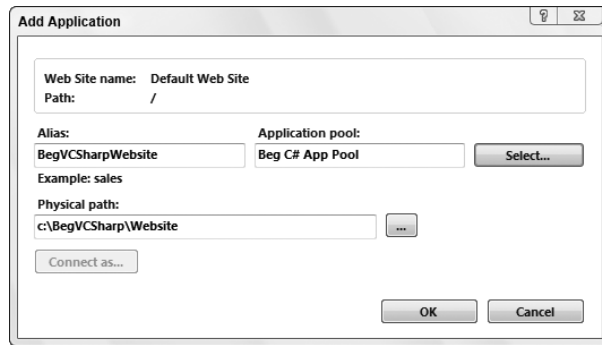 Add Application
?
Web Site name: Default Web Site
Path: /
Alias: Application pool:
BegVCSharpWebsite Beg C# App Pool Select...
Example: sales
Physical path:
c:\BegVCSharp\Website ...
Connect as...
OK Cancel